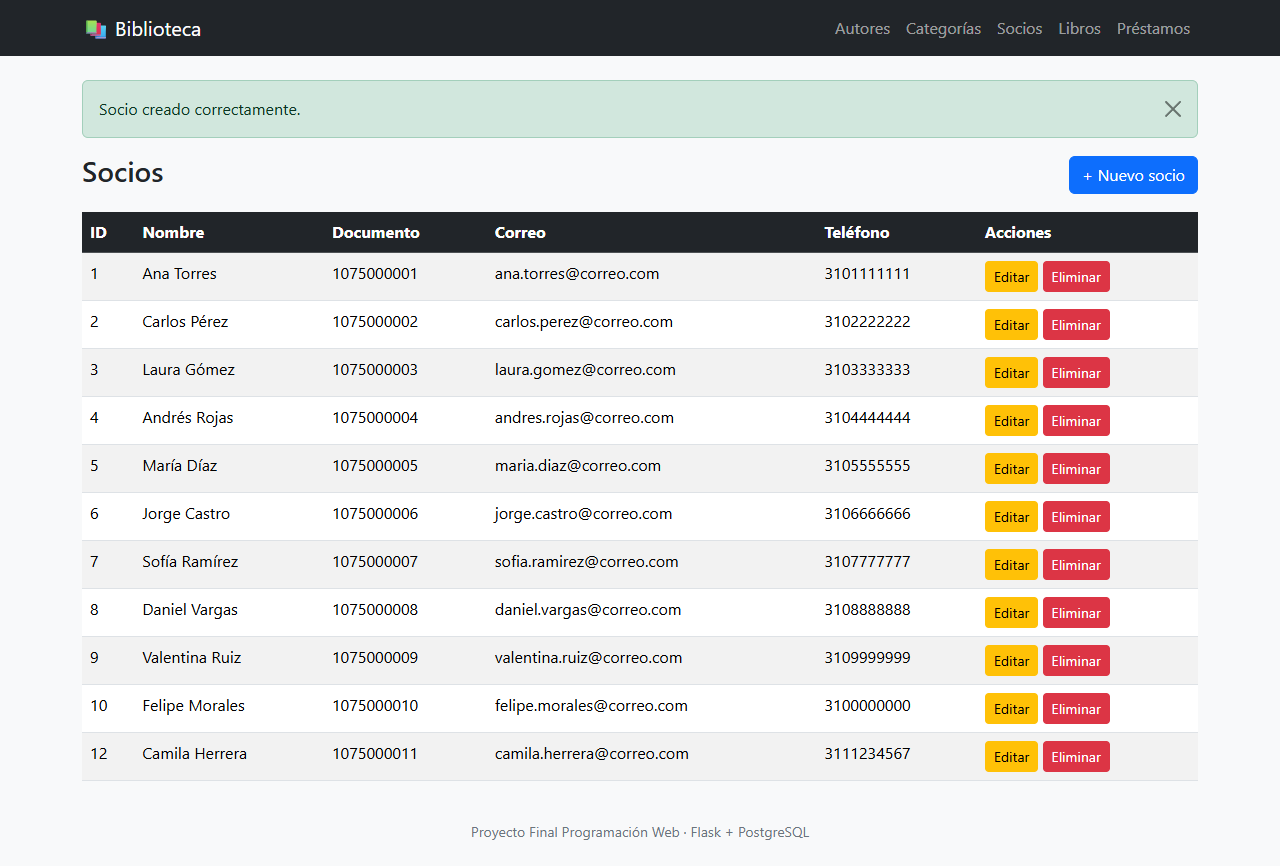 Biblioteca Autores Categorías Socios Libros Préstamos
Socio creado correctamente.
Socios + Nuevo socio
ID Nombre Documento Correo Teléfono Acciones
1 Ana Torres 1075000001 ana.torres@correo.com 3101111111 Editar Eliminar
2 Carlos Pérez 1075000002 carlos.perez@correo.com 3102222222 Editar Eliminar
3 Laura Gómez 1075000003 laura.gomez@correo.com 3103333333 Editar Eliminar
4 Andrés Rojas 1075000004 andres.rojas@correo.com 3104444444 Editar Eliminar
5 María Díaz 1075000005 maria.diaz@correo.com 3105555555 Editar Eliminar
6 Jorge Castro 1075000006 jorge.castro@correo.com 3106666666 Editar Eliminar
7 Sofía Ramírez 1075000007 sofia.ramirez@correo.com 3107777777 Editar Eliminar
8 Daniel Vargas 1075000008 daniel.vargas@correo.com 3108888888 Editar Eliminar
9 Valentina Ruiz 1075000009 valentina.ruiz@correo.com 3109999999 Editar Eliminar
10 Felipe Morales 1075000010 felipe.morales@correo.com 3100000000 Editar Eliminar
12 Camila Herrera 1075000011 camila.herrera@correo.com 3111234567 Editar Eliminar
Proyecto Final Programación Web · Flask + PostgreSQL